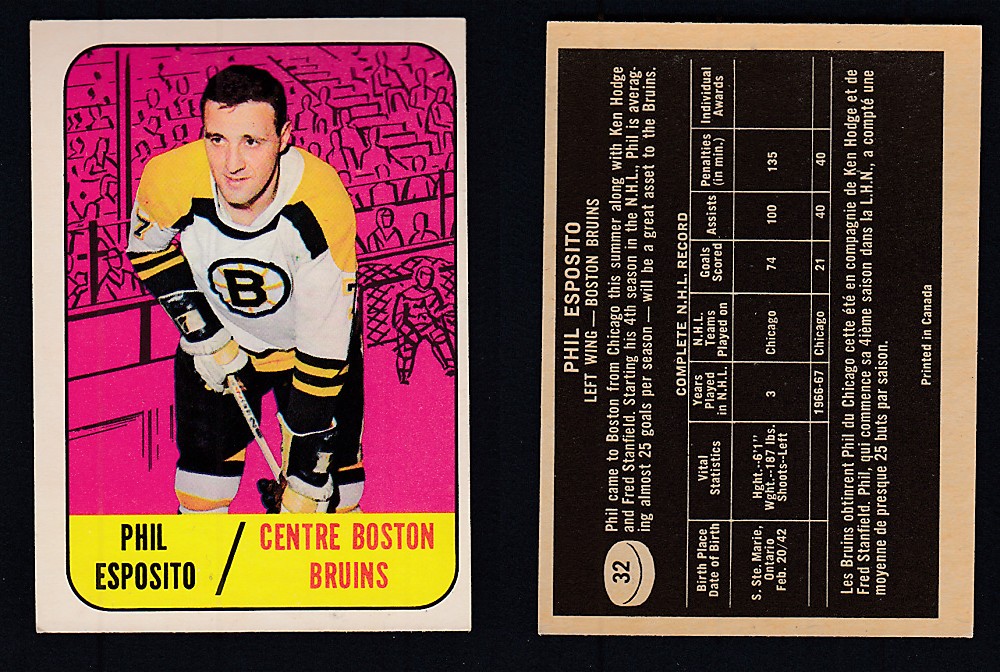 7
B
7
PHIL
ESPOSITO
/
CENTRE BOSTON
BRUINS
32
PHIL ESPOSITO
LEFT WING — BOSTON BRUINS
Phil came to Boston from Chicago this summer along with Ken Hodge
and Fred Stanfield. Starting his 4th season in the N.H.L., Phil is averag-
ing almost 25 goals per season — will be a great asset to the Bruins.
COMPLETE N.H.L. RECORD
Birth Place
Date of Birth
Vital
Statistics
Years
Played
in N.H.L.
N.H.L.
Teams
Played on
Goals
Scored
Assists
Penalties
(in min.)
Individual
Awards
S. Ste. Marie,
Ontario
Feb. 20/42
Hght.--6'1"
Wght.--187 lbs.
Shoots--Left
3 Chicago 74 100 135
1966-67 Chicago 21 40 40
Les Bruins obtinrent Phil du Chicago cette été en compagnie de Ken Hodge et de
Fred Stanfield. Phil, qui commence sa 4ième saison dans la L.H.N., a compté une
moyenne de presque 25 buts par saison.
Printed in Canada